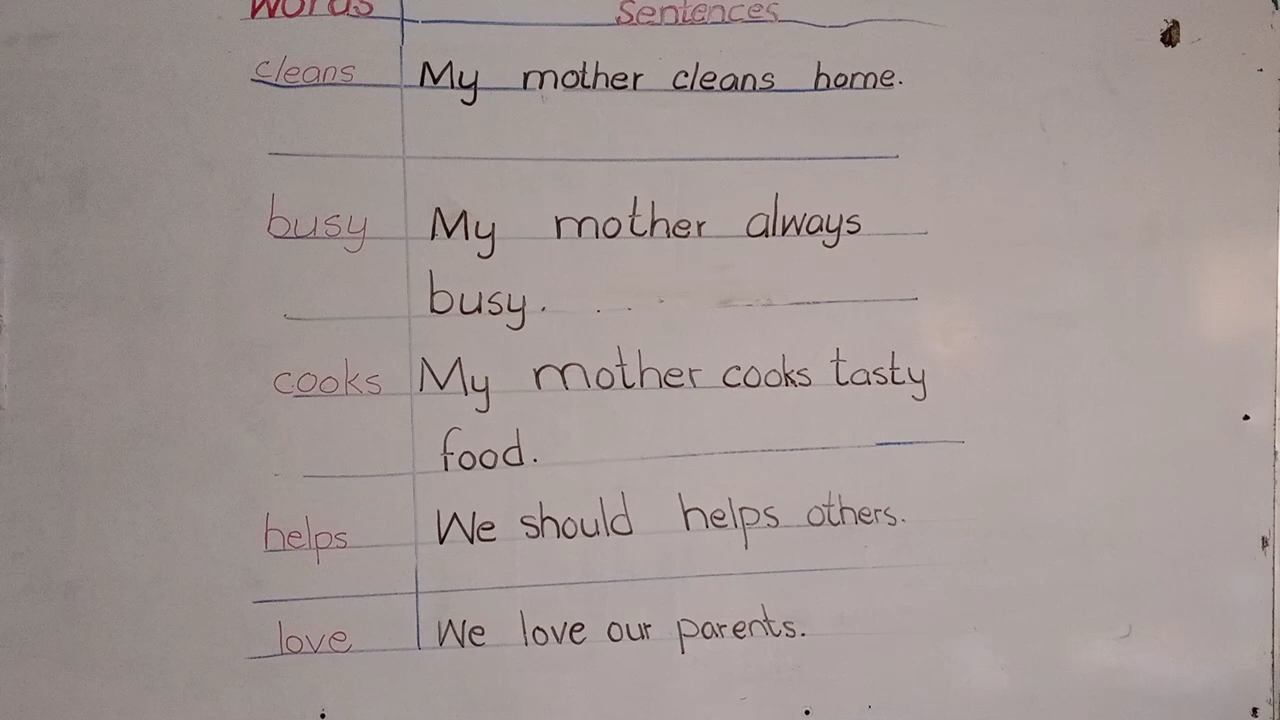 Words Sentences
cleans My mother cleans home.
busy My mother always
busy.
cooks My mother cooks tasty
food.
helps We should helps others.
love We love our parents.